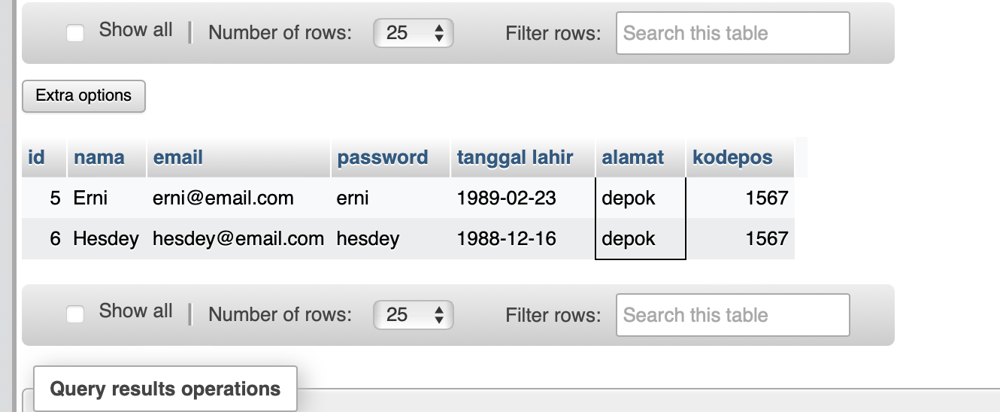 Show all | Number of rows: 25 Filter rows: Search this table
Extra options
id nama email password tanggal lahir alamat kodepos
5 Erni erni@email.com erni 1989-02-23 depok 1567
6 Hesdey hesdey@email.com hesdey 1988-12-16 depok 1567
Show all | Number of rows: 25 Filter rows: Search this table
Query results operations